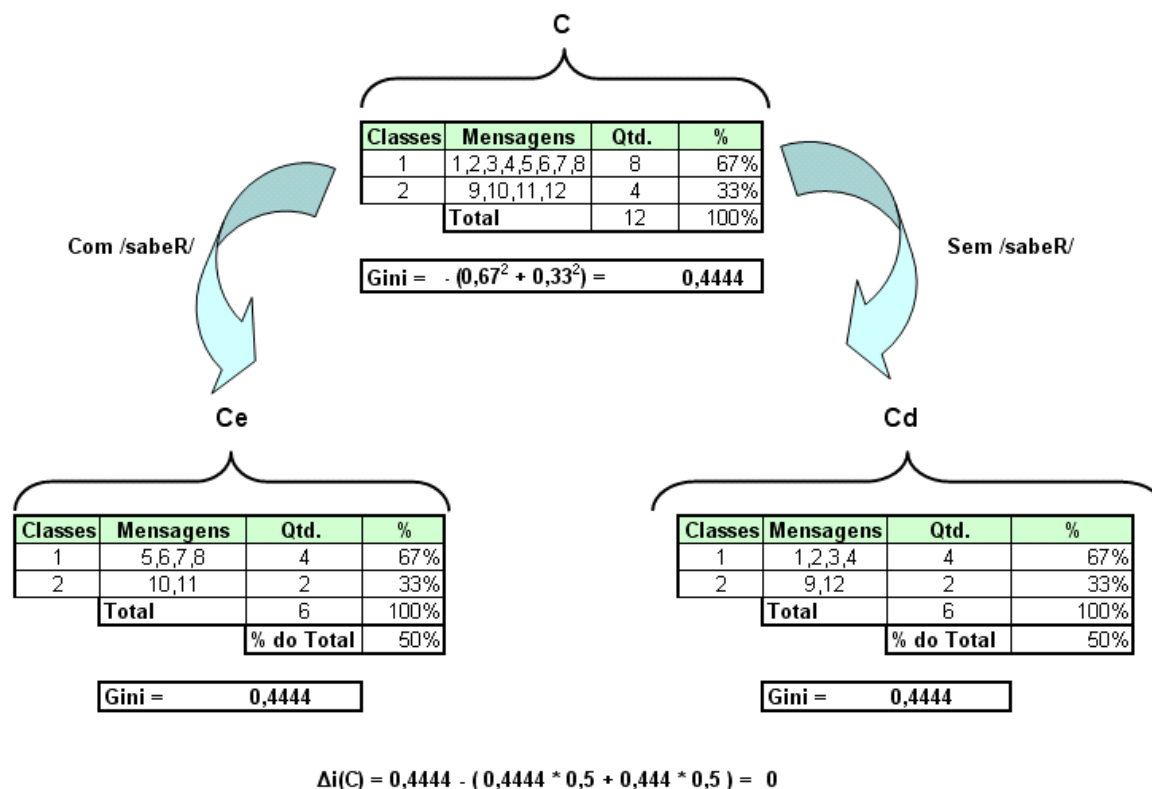 C
Classes Mensagens Qtd. %
1 1,2,3,4,5,6,7,8 8 67%
2 9,10,11,12 4 33%
Total 12 100%
Com /sabeR/
Sem /sabeR/
Gini = - (0,67² + 0,33²) = 0,4444
Ce
Classes Mensagens Qtd. %
1 5,6,7,8 4 67%
2 10,11 2 33%
Total 6 100%
% do Total 50%
Gini = 0,4444
Cd
Classes Mensagens Qtd. %
1 1,2,3,4 4 67%
2 9,12 2 33%
Total 6 100%
% do Total 50%
Gini = 0,4444
Δi(C) = 0,4444 - ( 0,4444 * 0,5 + 0,444 * 0,5 ) = 0